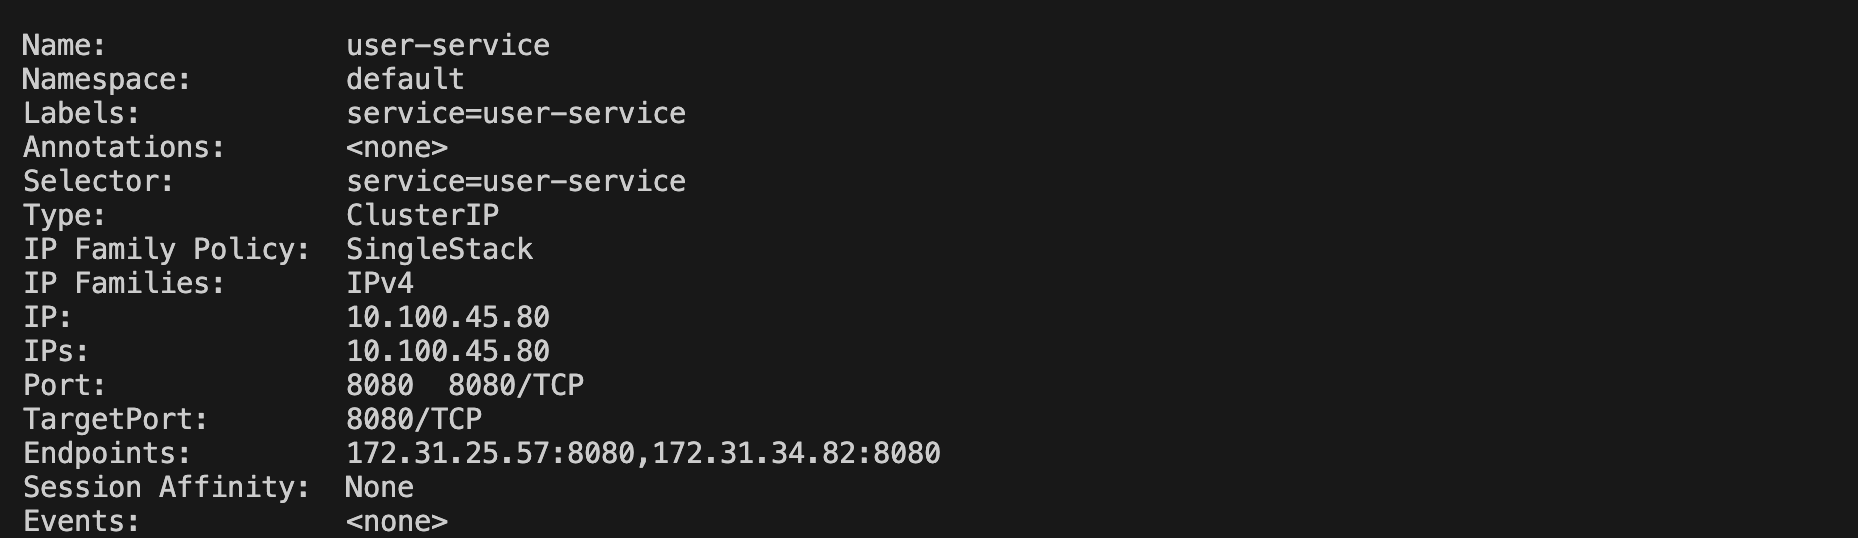 Name:              user-service
Namespace:         default
Labels:            service=user-service
Annotations:       <none>
Selector:          service=user-service
Type:              ClusterIP
IP Family Policy:  SingleStack
IP Families:       IPv4
IP:                10.100.45.80
IPs:               10.100.45.80
Port:              8080  8080/TCP
TargetPort:        8080/TCP
Endpoints:         172.31.25.57:8080,172.31.34.82:8080
Session Affinity:  None
Events:            <none>